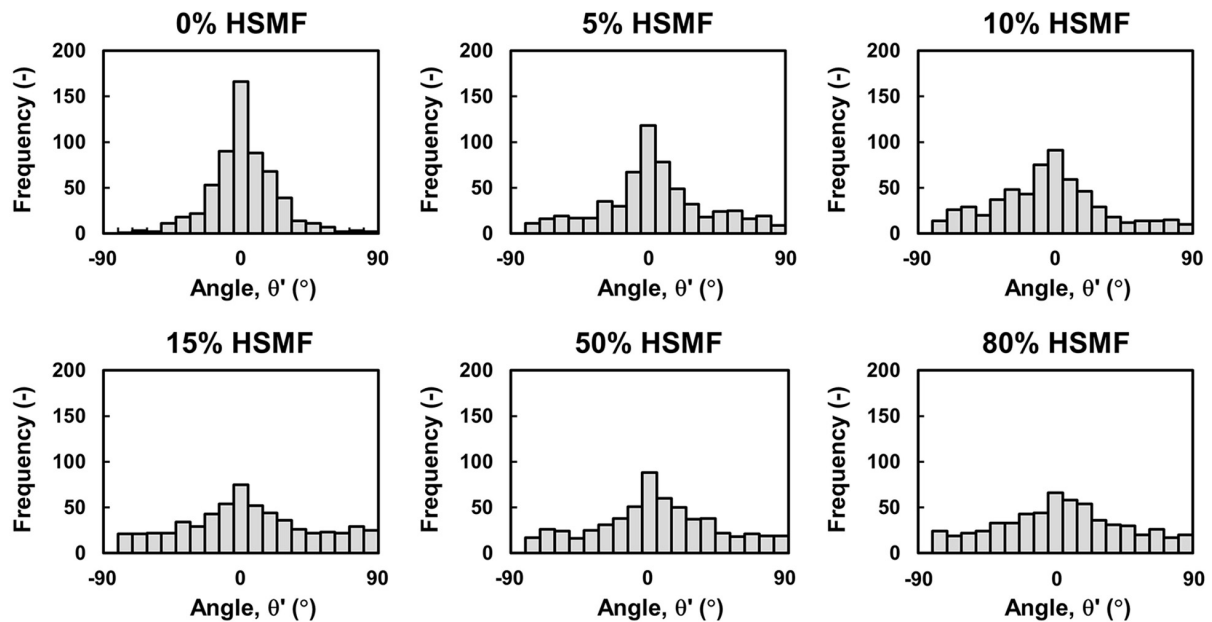 0% HSMF
5% HSMF
10% HSMF
Frequency (-)
200
150
100
50
0
-90
0
90
Angle, θ' (°)
Frequency (-)
200
150
100
50
0
-90
0
90
Angle, θ' (°)
Frequency (-)
200
150
100
50
0
-90
0
90
Angle, θ' (°)
15% HSMF
50% HSMF
80% HSMF
Frequency (-)
200
150
100
50
0
-90
0
90
Angle, θ' (°)
Frequency (-)
200
150
100
50
0
-90
0
90
Angle, θ' (°)
Frequency (-)
200
150
100
50
0
-90
0
90
Angle, θ' (°)